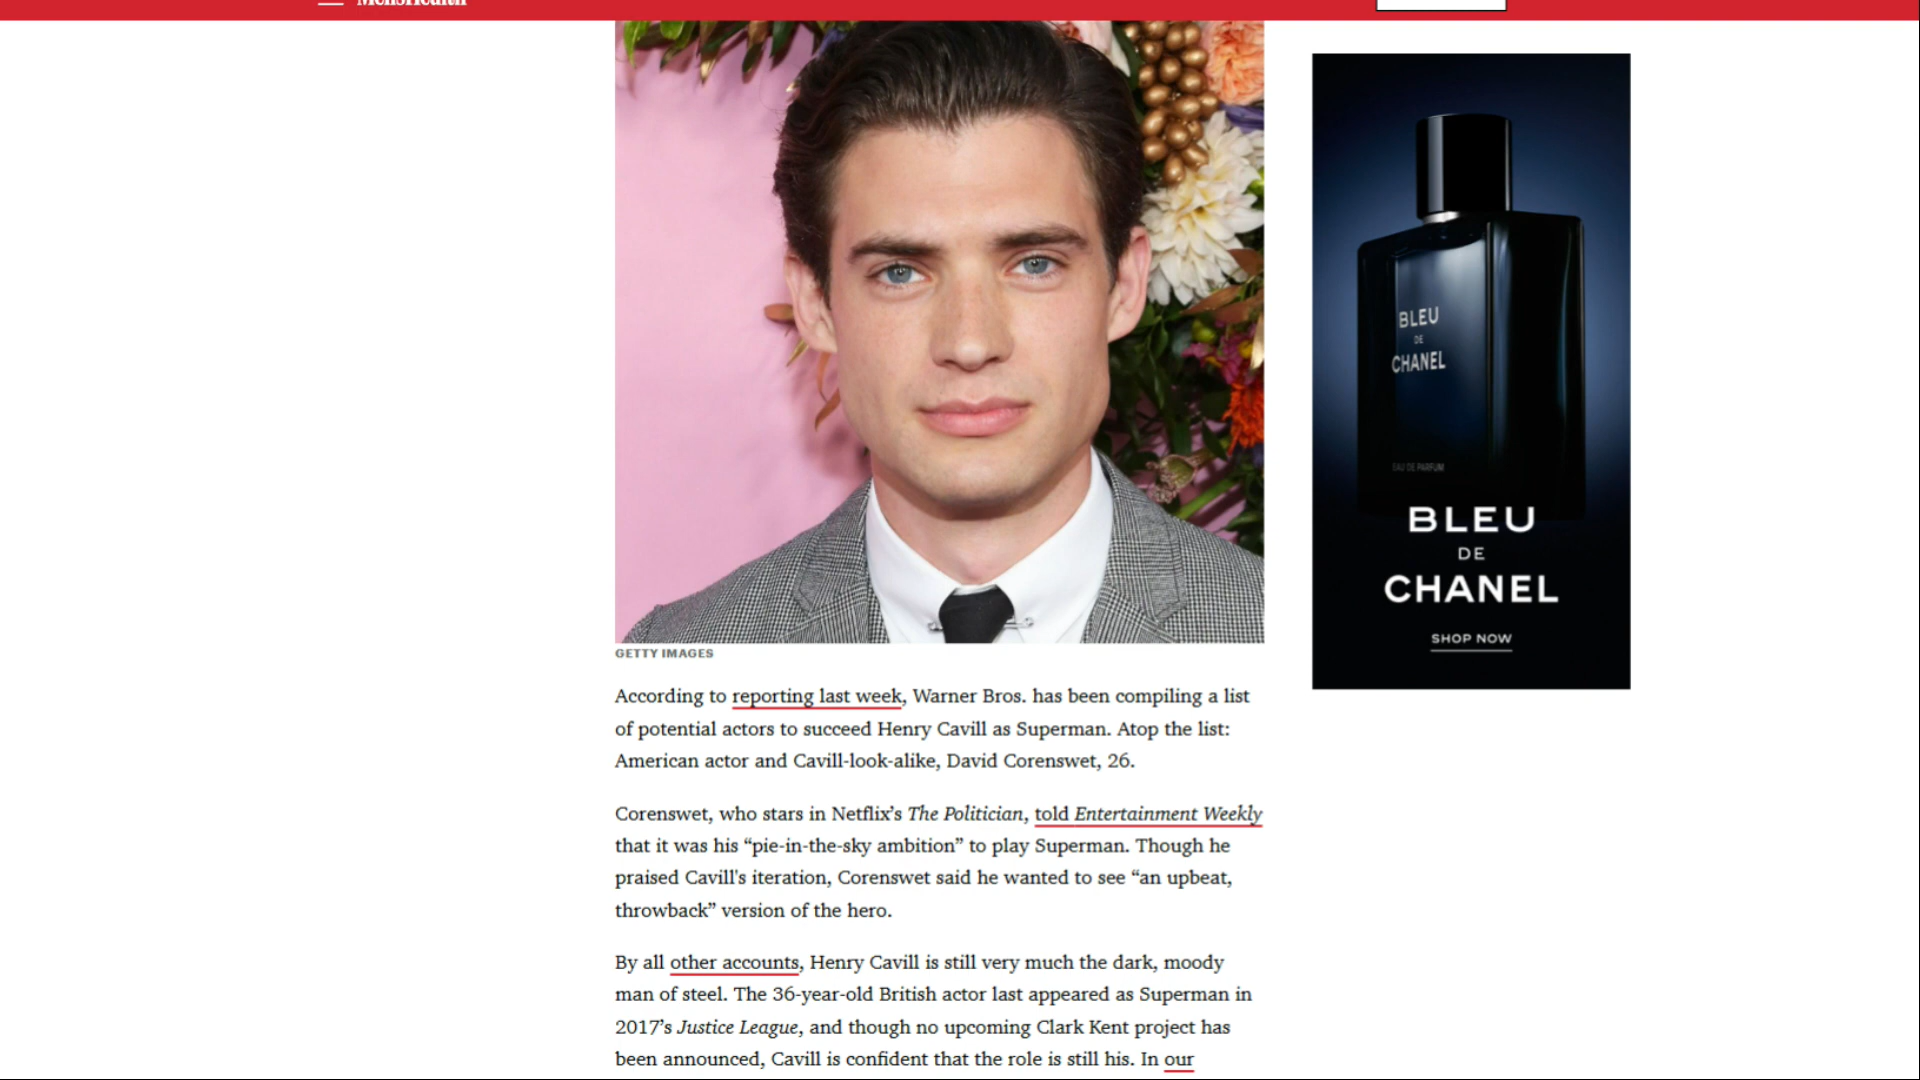 GETTY IMAGES
According to reporting last week, Warner Bros. has been compiling a list
of potential actors to succeed Henry Cavill as Superman. Atop the list:
American actor and Cavill-look-alike, David Corenswet, 26.
Corenswet, who stars in Netflix’s The Politician, told Entertainment Weekly
that it was his “pie-in-the-sky ambition” to play Superman. Though he
praised Cavill's iteration, Corenswet said he wanted to see “an upbeat,
throwback” version of the hero.
By all other accounts, Henry Cavill is still very much the dark, moody
man of steel. The 36-year-old British actor last appeared as Superman in
2017’s Justice League, and though no upcoming Clark Kent project has
been announced, Cavill is confident that the role is still his. In our
BLEU
DE
CHANEL
EAU DE PARFUM
BLEU
DE
CHANEL
SHOP NOW